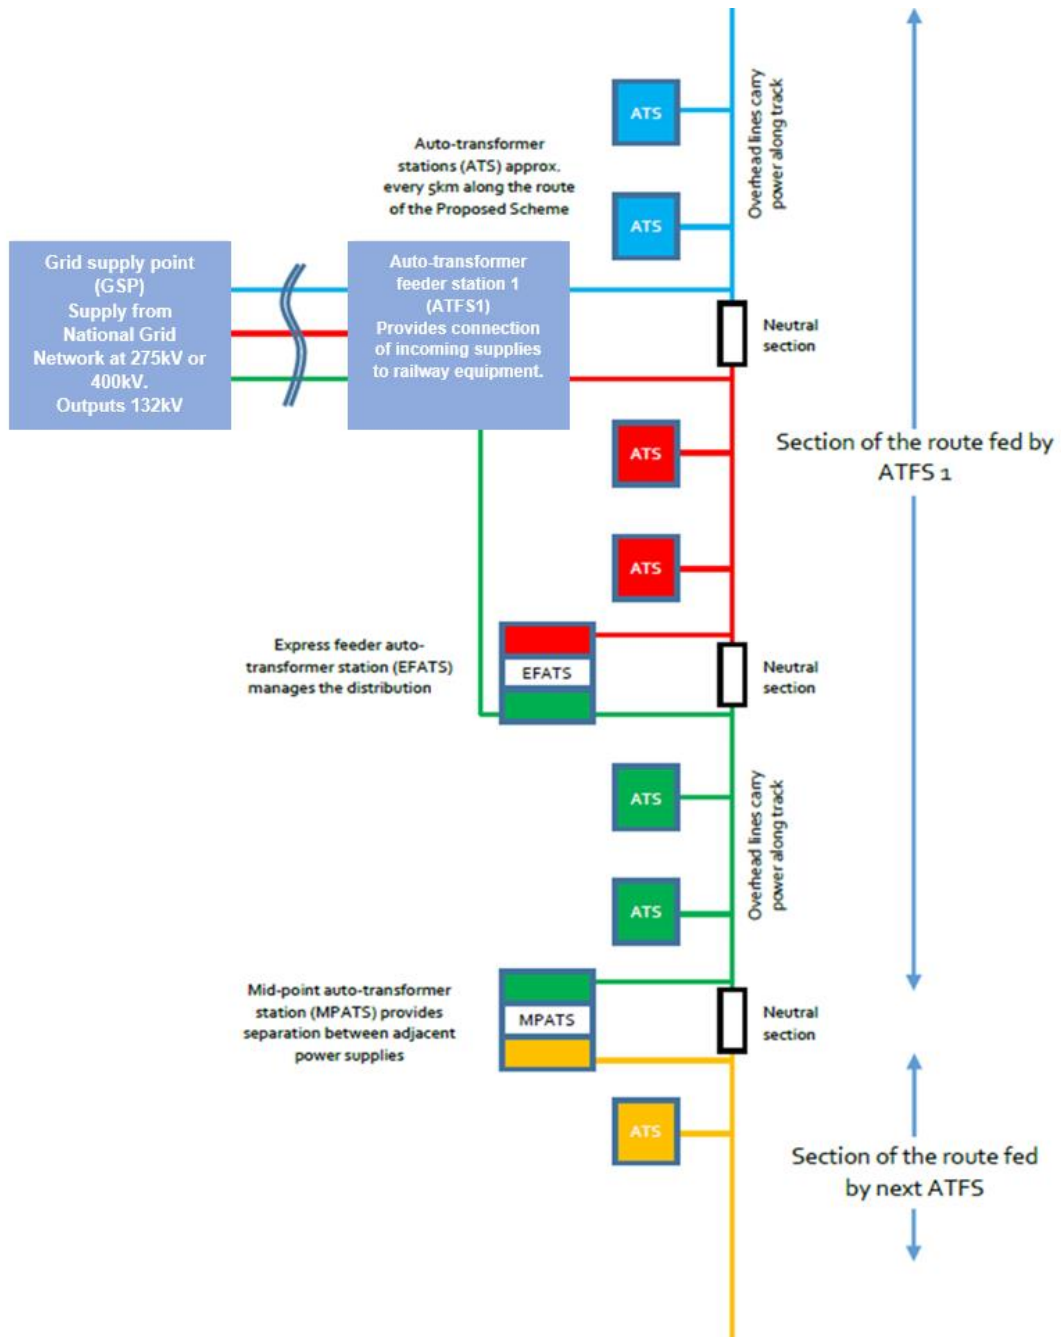 ATS
Overhead lines carry
power along track
Auto-transformer
stations (ATS) approx.
every 5km along the route
of the Proposed Scheme
ATS
Grid supply point
(GSP)
Supply from
National Grid
Network at 275kV or
400kV.
Outputs 132kV
Auto-transformer
feeder station 1
(ATFS1)
Provides connection
of incoming supplies
to railway equipment.
Neutral
section
Section of the route fed by
ATFS 1
ATS
ATS
Express feeder auto-
transformer station (EFATS)
manages the distribution
EFATS
Neutral
section
ATS
Overhead lines carry
power along track
ATS
Mid-point auto-transformer
station (MPATS) provides
separation between adjacent
power supplies
MPATS
Neutral
section
ATS
Section of the route fed
by next ATFS